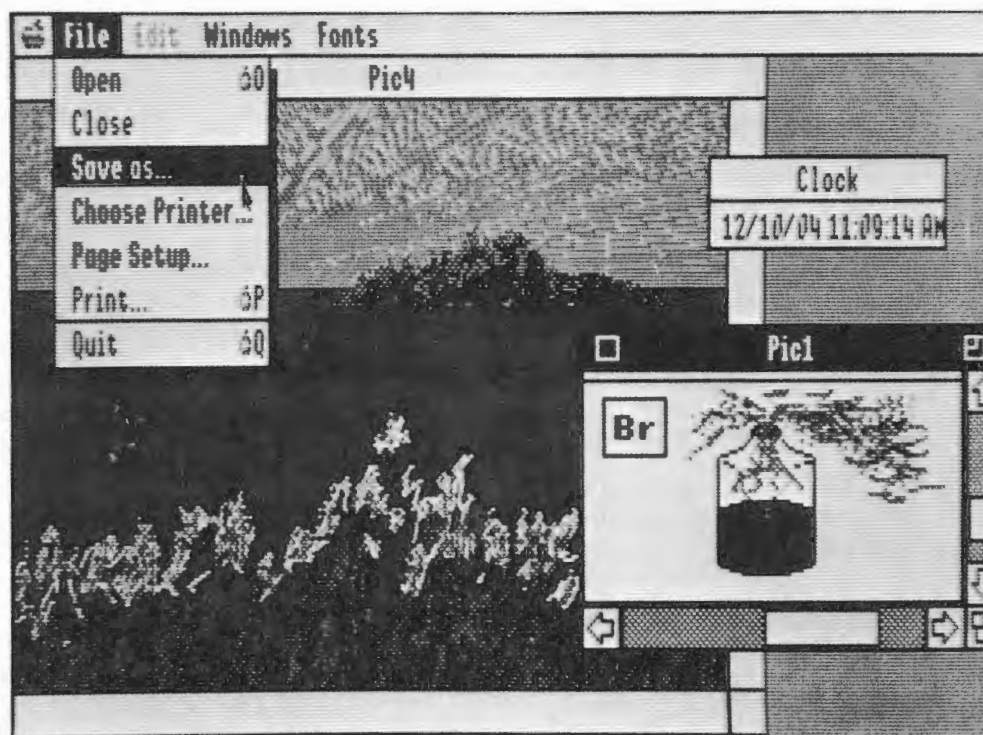 File Edit Windows Fonts
Open O
Close
Save as...
Choose Printer...
Page Setup...
Print... P
Quit Q
Pic4
Clock
12/10/04 11:09:14 AM
Pic1
Br